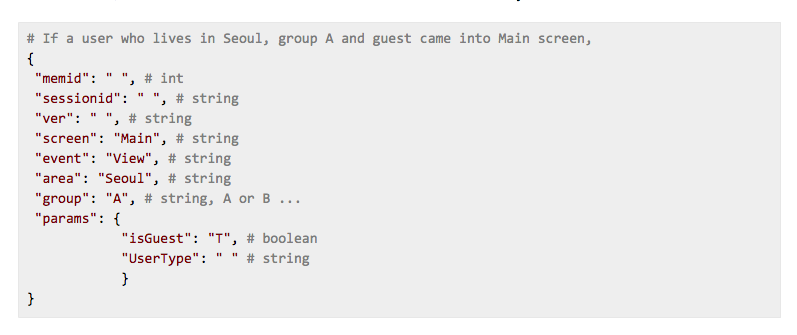 # If a user who lives in Seoul, group A and guest came into Main screen,
{
"memid": " ", # int
"sessionid": " ", # string
"ver": " ", # string
"screen": "Main", # string
"event": "View", # string
"area": "Seoul", # string
"group": "A", # string, A or B ...
"params": {
"isGuest": "T", # boolean
"UserType": " " # string
}
}